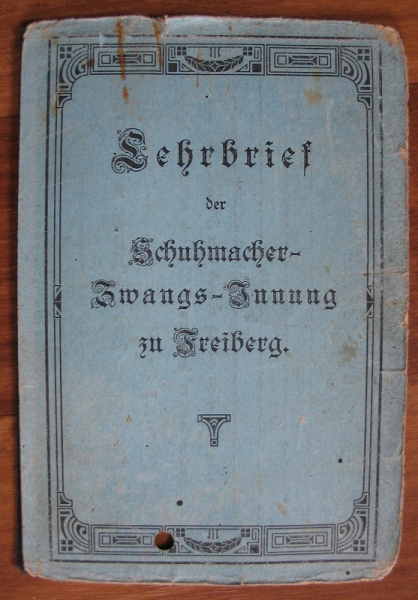 Lehrbrief
der
Schuhmacher-
Zwangs-Innung
zu Freiberg.